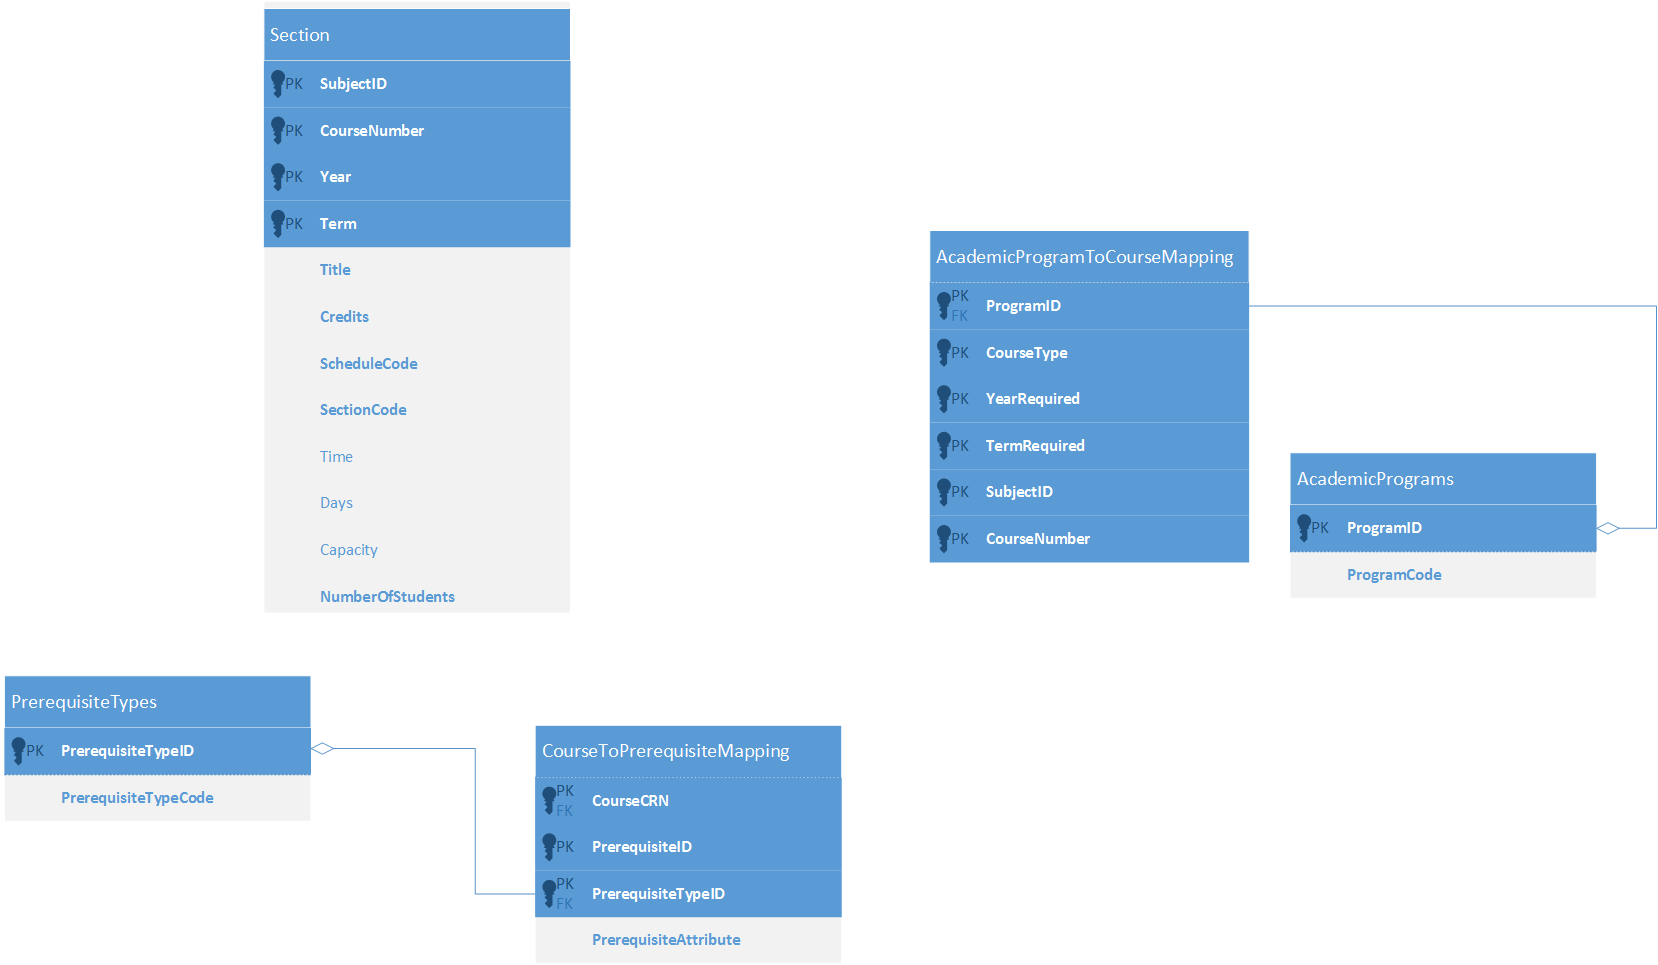 Section
PK SubjectID
PK CourseNumber
PK Year
PK Term
Title
Credits
ScheduleCode
SectionCode
Time
Days
Capacity
NumberOfStudents
AcademicProgramToCourseMapping
PK
FK
ProgramID
PK CourseType
PK YearRequired
PK TermRequired
PK SubjectID
PK CourseNumber
AcademicPrograms
PK ProgramID
ProgramCode
PrerequisiteTypes
PK PrerequisiteTypeID
PrerequisiteTypeCode
CourseToPrerequisiteMapping
PK
FK
CourseCRN
PK PrerequisiteID
PK
FK
PrerequisiteTypeID
PrerequisiteAttribute